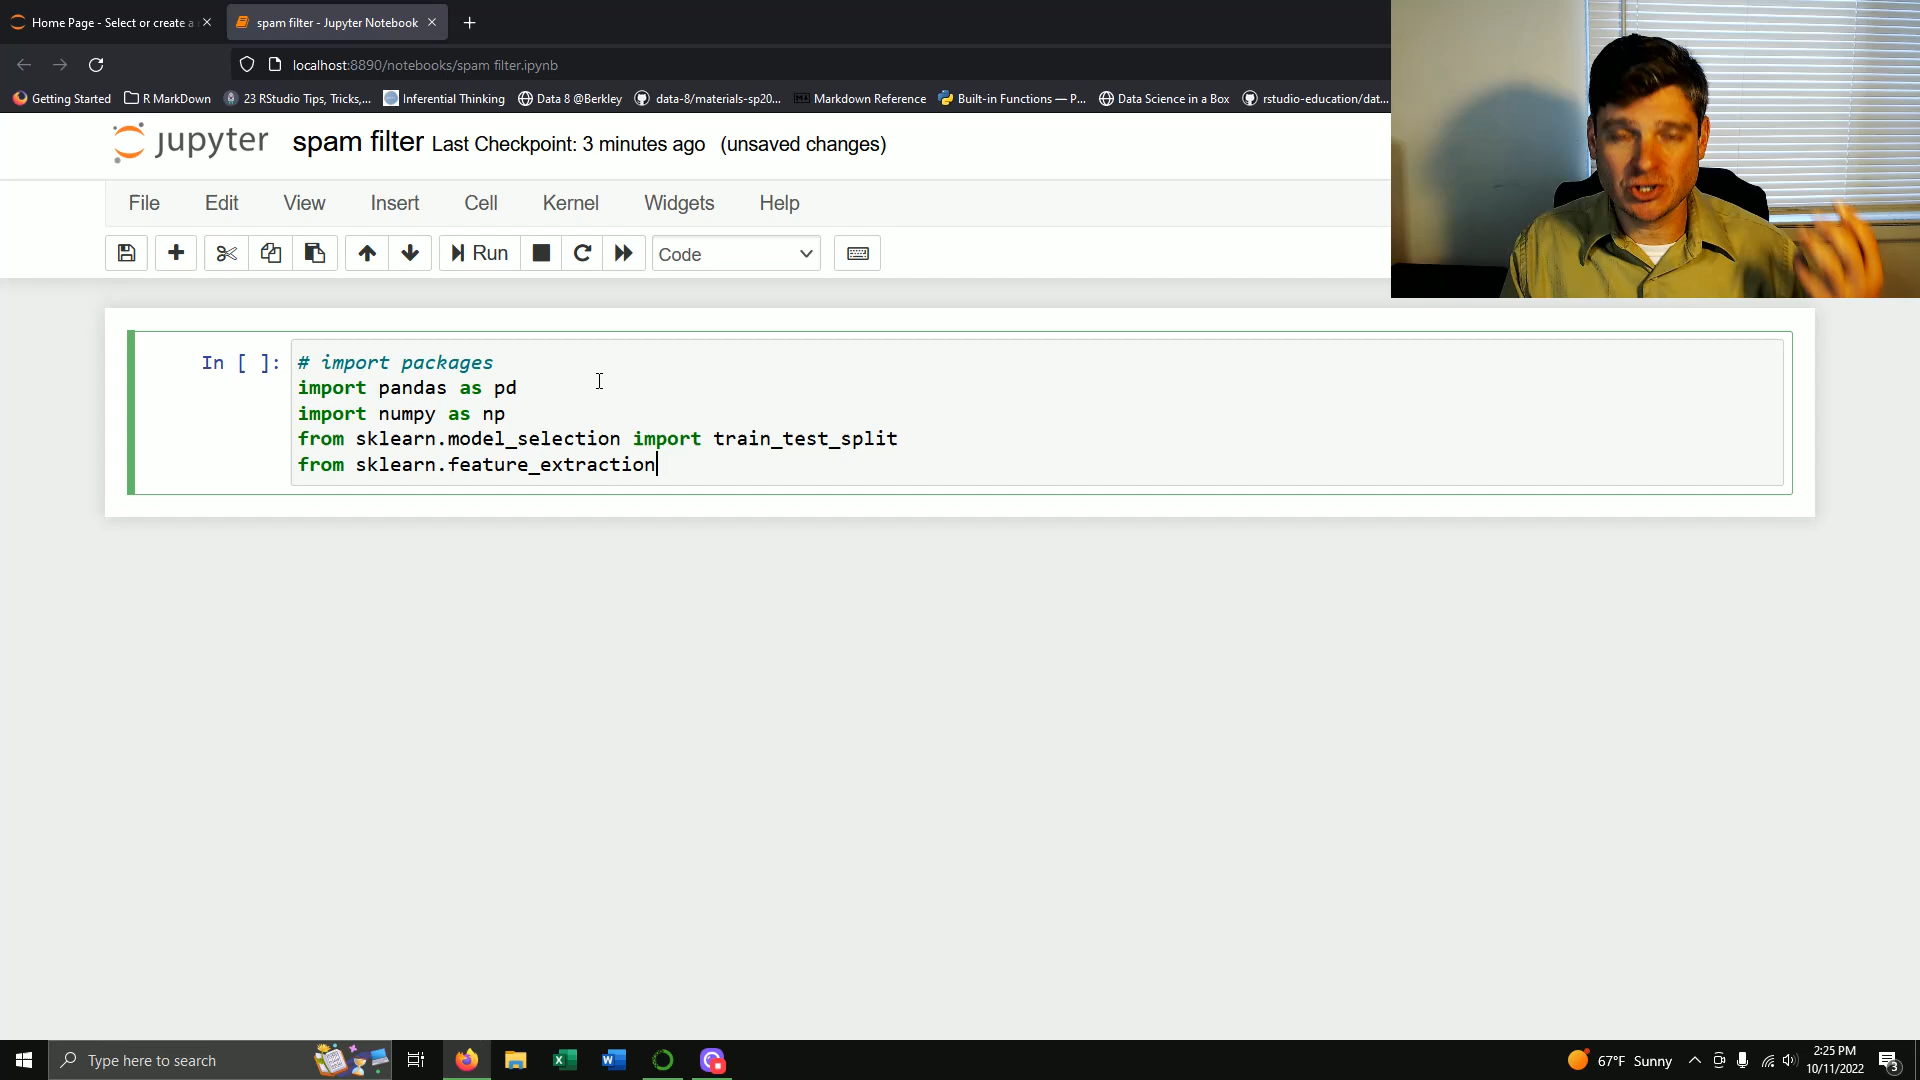 Home Page - Select or create a
spam filter - Jupyter Notebook
localhost:8890/notebooks/spam filter.ipynb
Getting Started
R MarkDown
23 RStudio Tips, Tricks,...
Inferential Thinking
Data 8 @Berkley
data-8/materials-sp20...
Markdown Reference
Built-in Functions — P...
Data Science in a Box
rstudio-education/dat...
jupyter spam filter Last Checkpoint: 3 minutes ago (unsaved changes)
File Edit View Insert Cell Kernel Widgets Help
Run
Code
In [ ]:
# import packages
import pandas as pd
import numpy as np
from sklearn.model_selection import train_test_split
from sklearn.feature_extraction
Type here to search
67°F Sunny
2:25 PM
10/11/2022
3